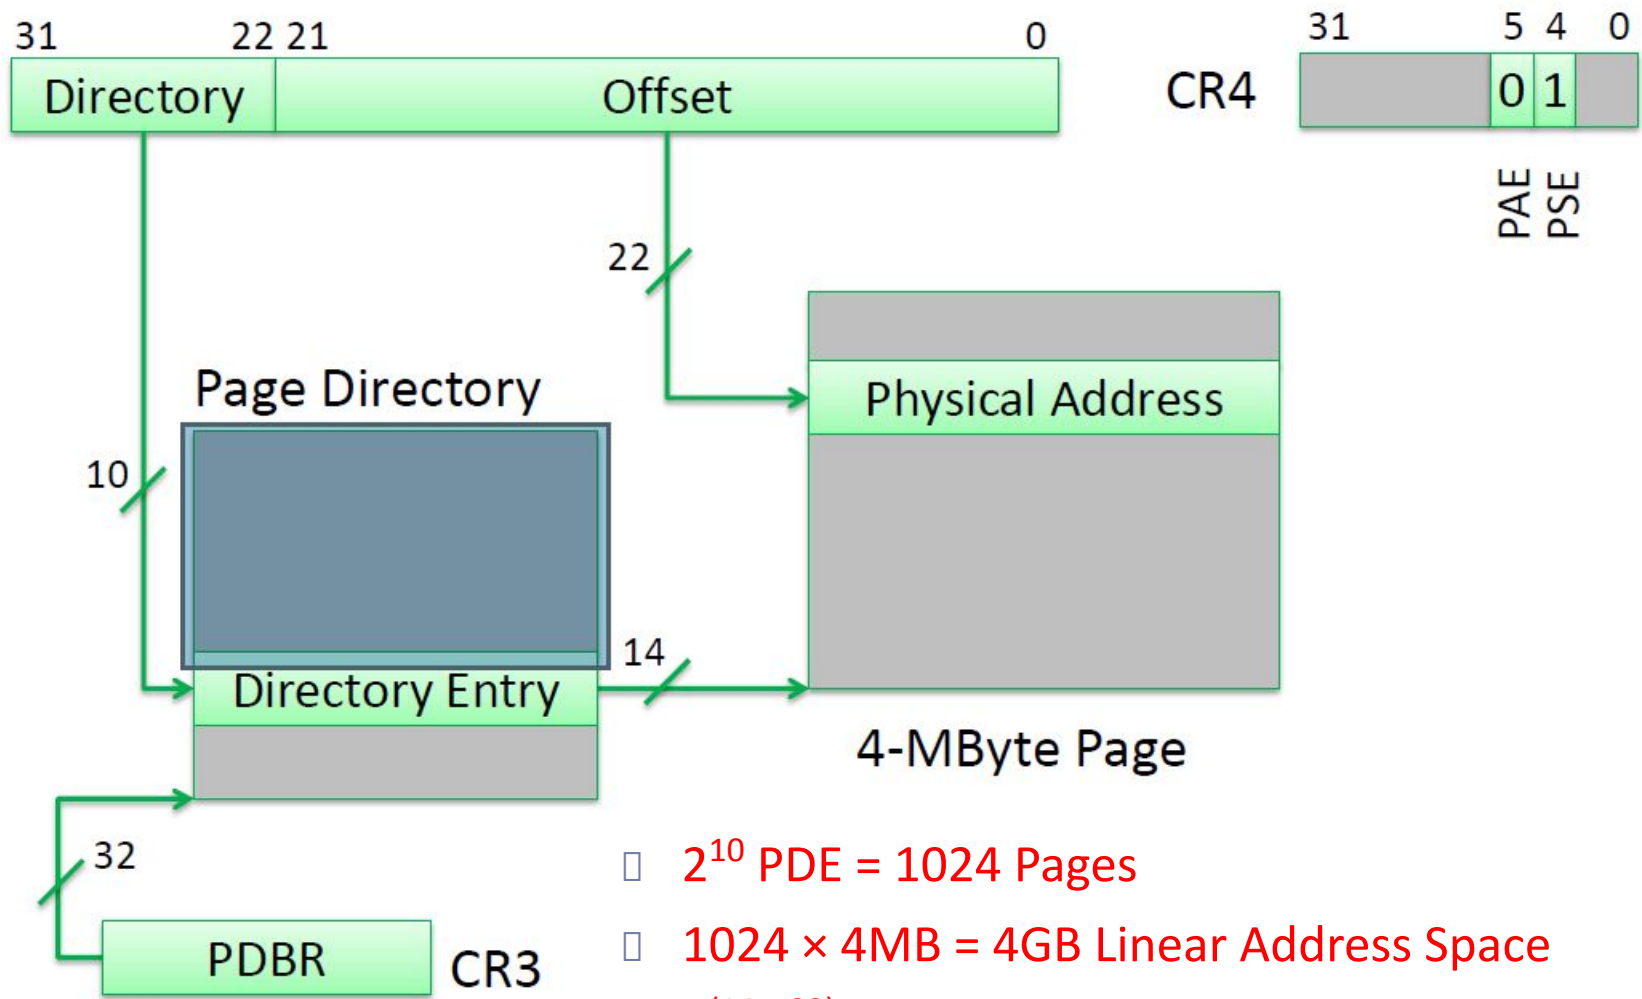 31 22 21 0
Directory Offset
CR4
31 5 4 0
0 1
PAE
PSE
22
Page Directory
Physical Address
10
14
Directory Entry
4-MByte Page
32
PDBR CR3
2^10 PDE = 1024 Pages
1024 × 4MB = 4GB Linear Address Space